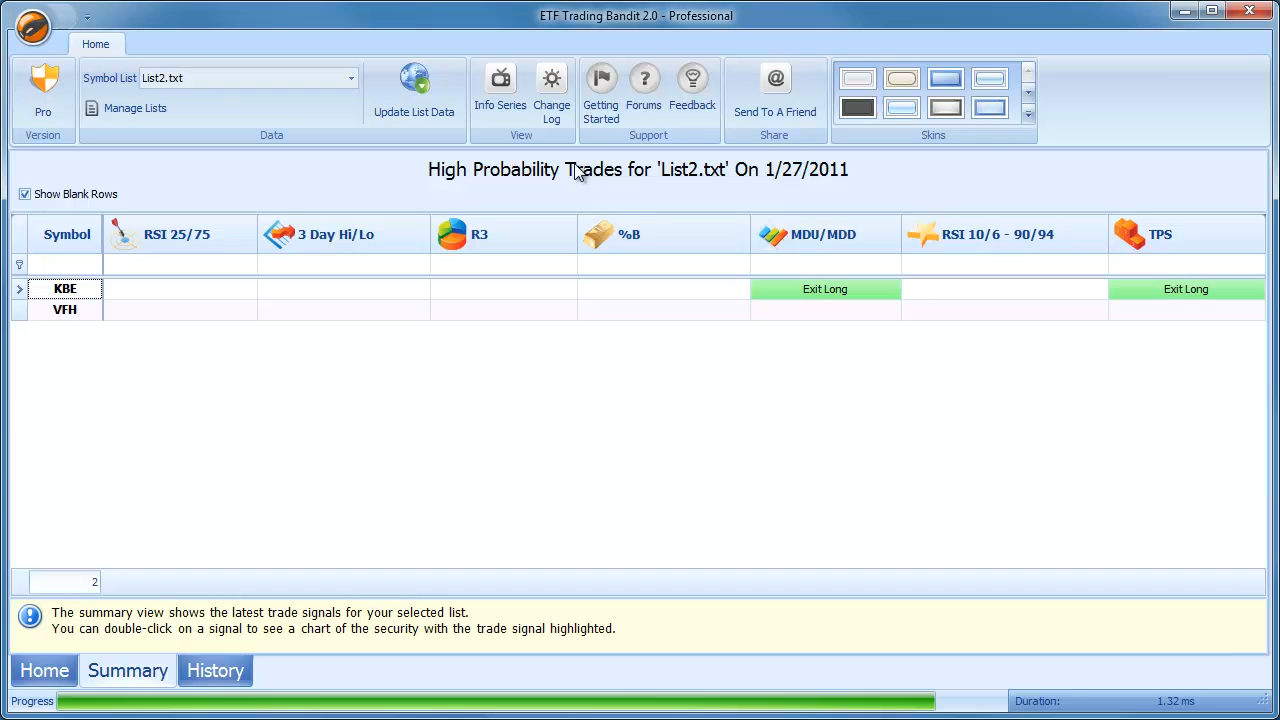 ETF Trading Bandit 2.0 - Professional
Home
Pro
Version
Symbol List List2.txt
Manage Lists
Update List Data
Data
Info Series
Change Log
View
Getting Started
Forums
Feedback
Support
Send To A Friend
Share
Skins
High Probability Trades for 'List2.txt' On 1/27/2011
Show Blank Rows
Symbol RSI 25/75 3 Day Hi/Lo R3 %B MDU/MDD RSI 10/6 - 90/94 TPS
KBE Exit Long Exit Long
VFH
2
The summary view shows the latest trade signals for your selected list.
You can double-click on a signal to see a chart of the security with the trade signal highlighted.
Home Summary History
Progress Duration: 1.32 ms